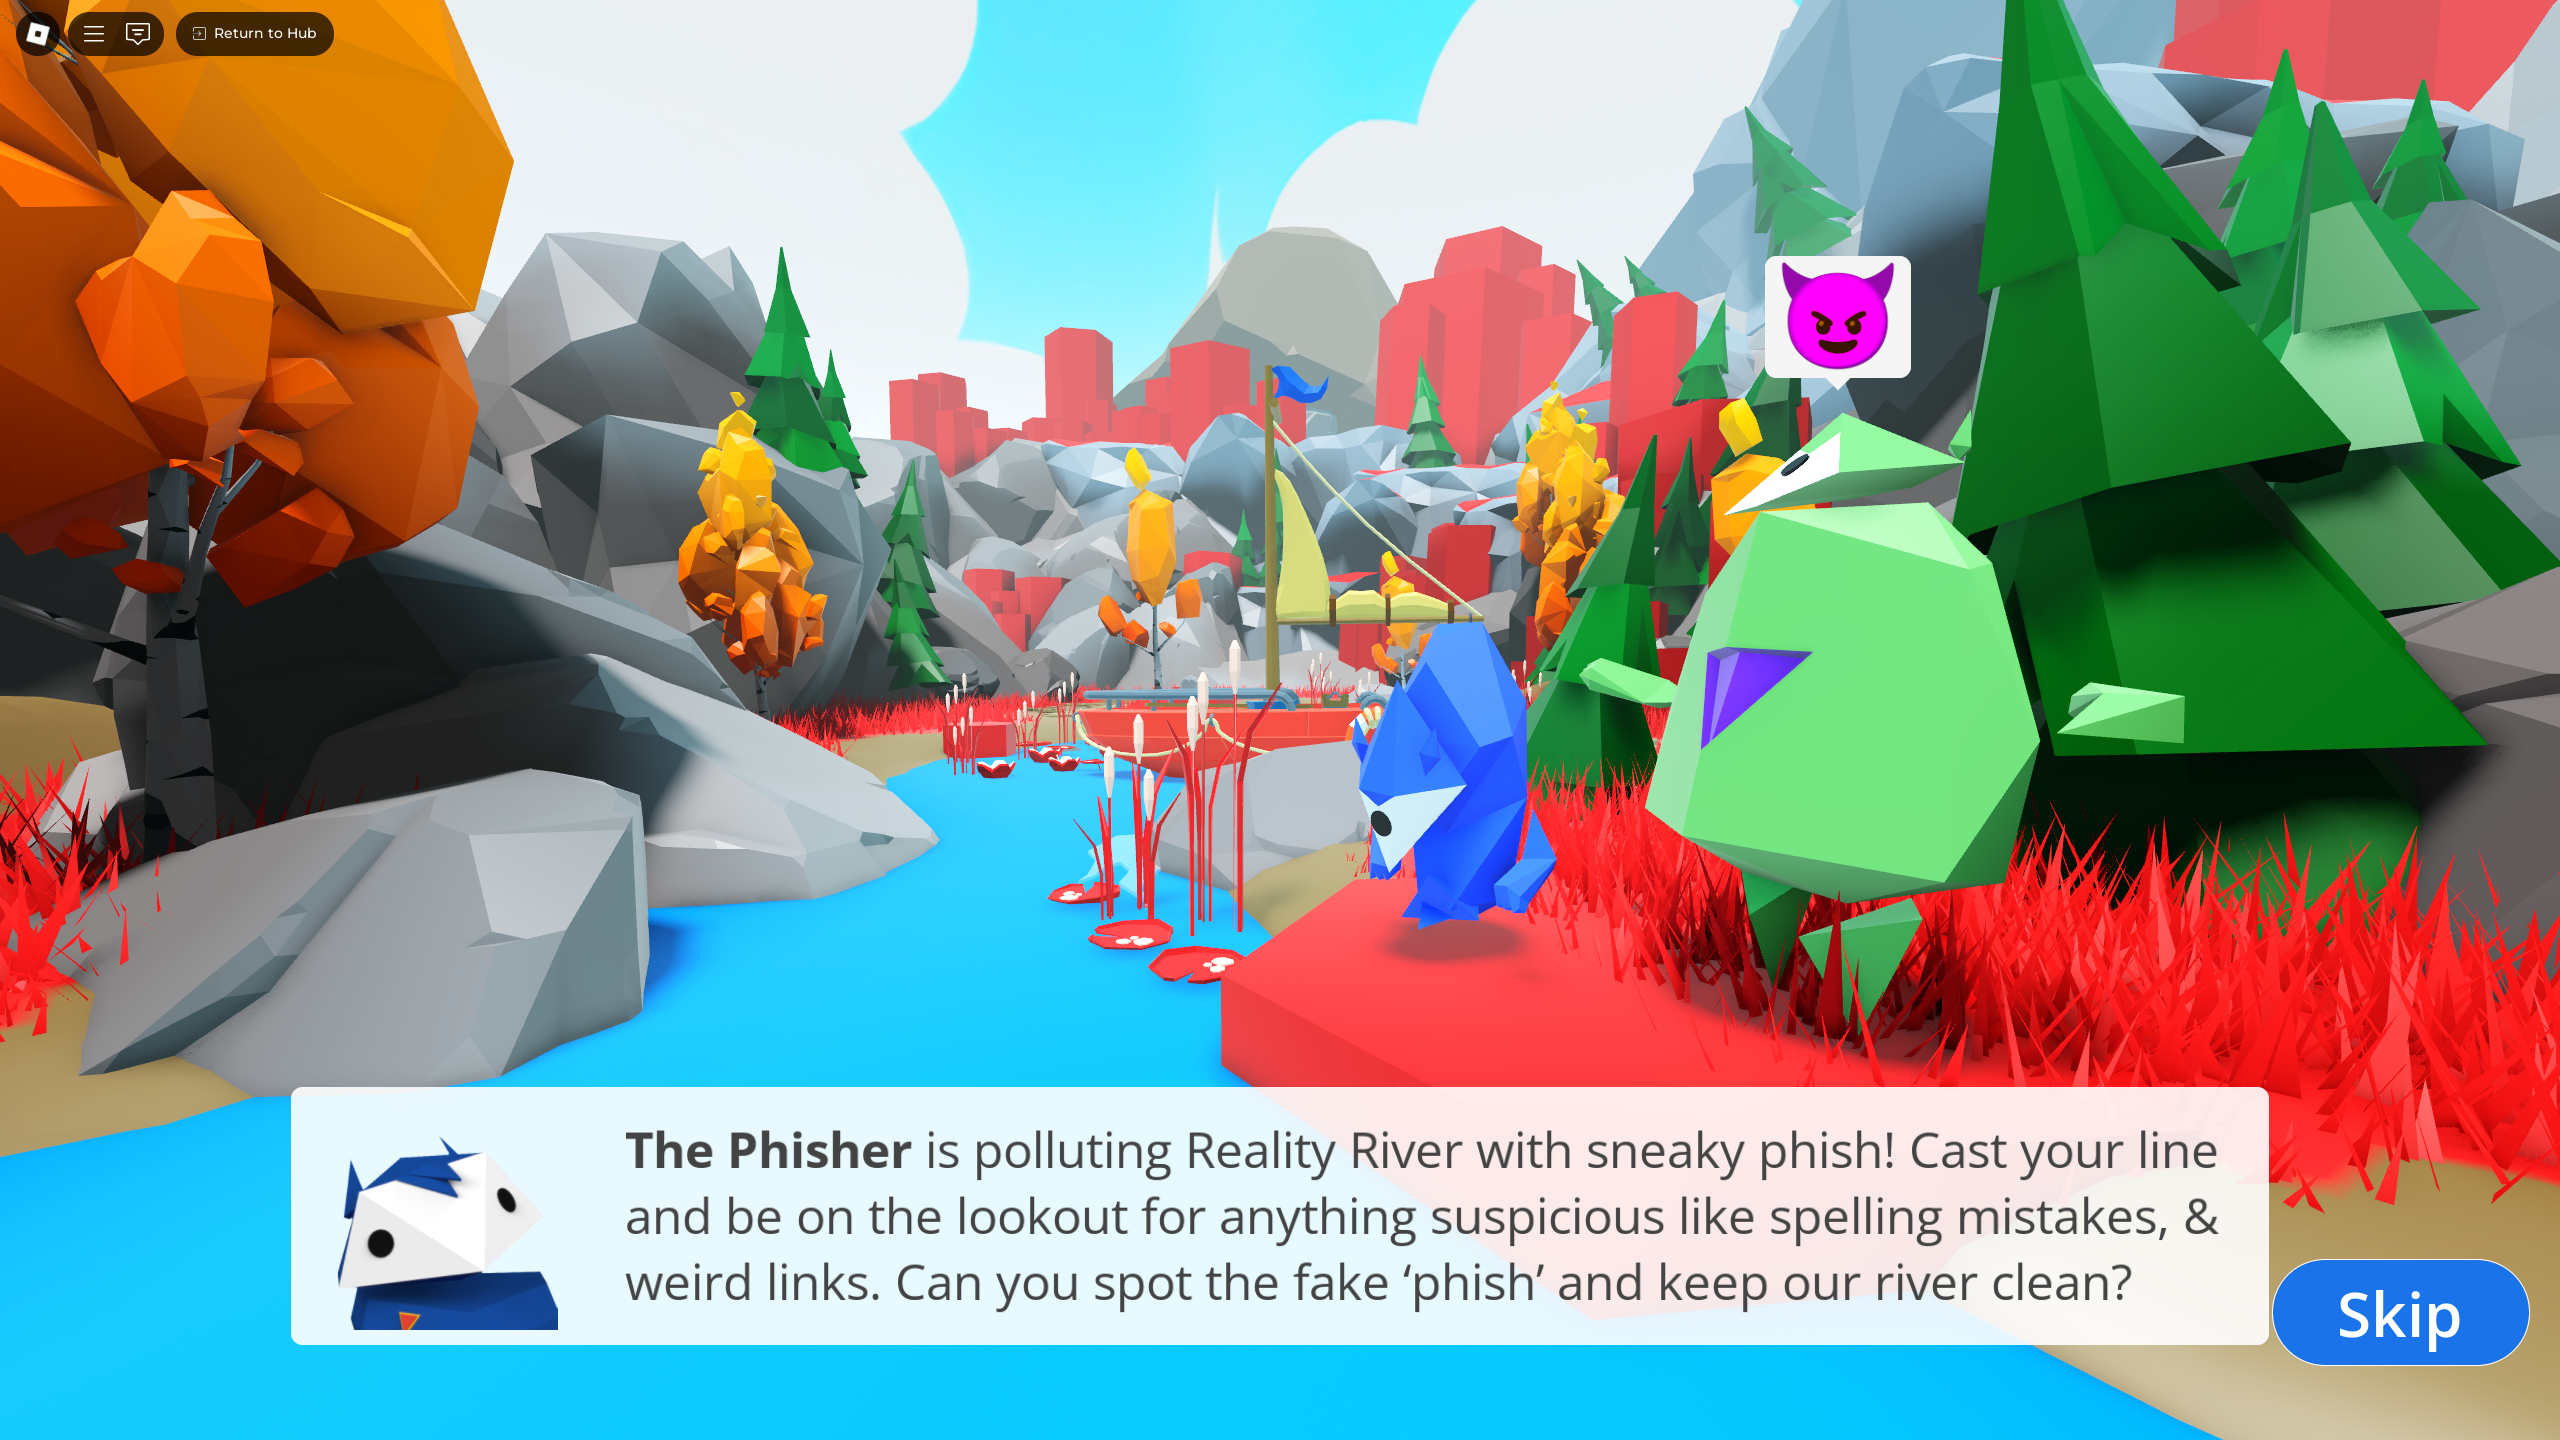 Return to Hub
The Phisher is polluting Reality River with sneaky phish! Cast your line
and be on the lookout for anything suspicious like spelling mistakes, &
weird links. Can you spot the fake ‘phish’ and keep our river clean?
Skip